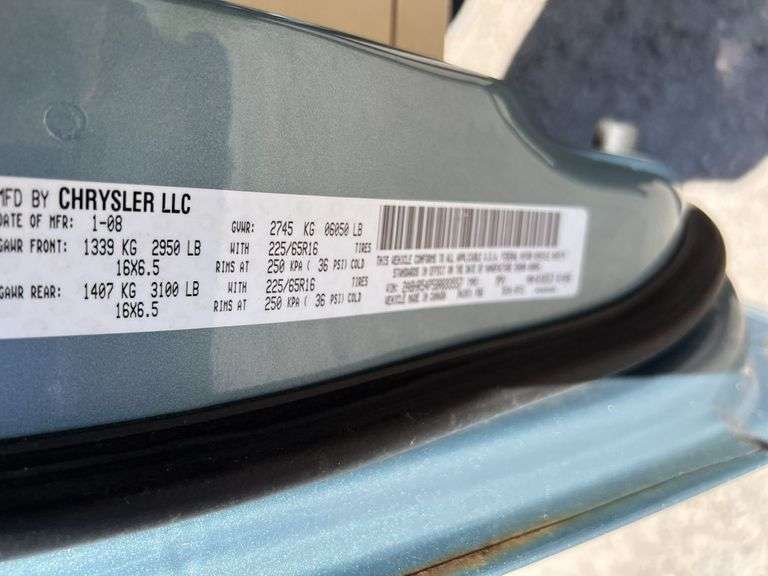 MFD BY CHRYSLER LLC
DATE OF MFR: 1-08 GVWR: 2745 KG 06050 LB
GAWR FRONT: 1339 KG 2950 LB WITH 225/65R16 TIRES
16X6.5 RIMS AT 250 KPA ( 36 PSI) COLD
GAWR REAR: 1407 KG 3100 LB WITH 225/65R16 TIRES
16X6.5 RIMS AT 250 KPA ( 36 PSI) COLD
THIS VEHICLE CONFORMS TO ALL APPLICABLE U.S.A. FEDERAL MOTOR VEHICLE SAFETY
STANDARDS IN EFFECT ON THE DATE OF MANUFACTURE SHOWN ABOVE.
VIN:
VEHICLE MADE IN CANADA